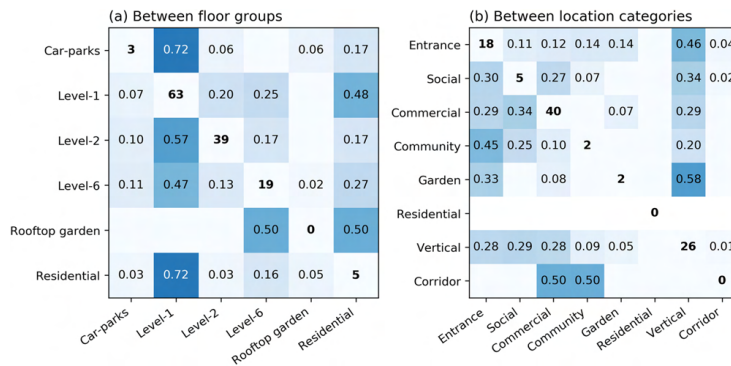 (a) Between floor groups
Car-parks 3 0.72 0.06 0.06 0.17
Level-1 0.07 63 0.20 0.25 0.48
Level-2 0.10 0.57 39 0.17 0.17
Level-6 0.11 0.47 0.13 19 0.02 0.27
Rooftop garden 0.50 0 0.50
Residential 0.03 0.72 0.03 0.16 0.05 5
Car-parks Level-1 Level-2 Level-6 Rooftop garden Residential
(b) Between location categories
Entrance 18 0.11 0.12 0.14 0.14 0.46 0.04
Social 0.30 5 0.27 0.07 0.34 0.02
Commercial 0.29 0.34 40 0.07 0.29
Community 0.45 0.25 0.10 2 0.20
Garden 0.33 0.08 2 0.58
Residential 0
Vertical 0.28 0.29 0.28 0.09 0.05 26 0.01
Corridor 0.50 0.50 0
Entrance Social Commercial Community Garden Residential Vertical Corridor